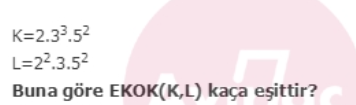 K=2.3³.5²
L=2².3.5²
Buna göre EKOK(K,L) kaça eşittir?